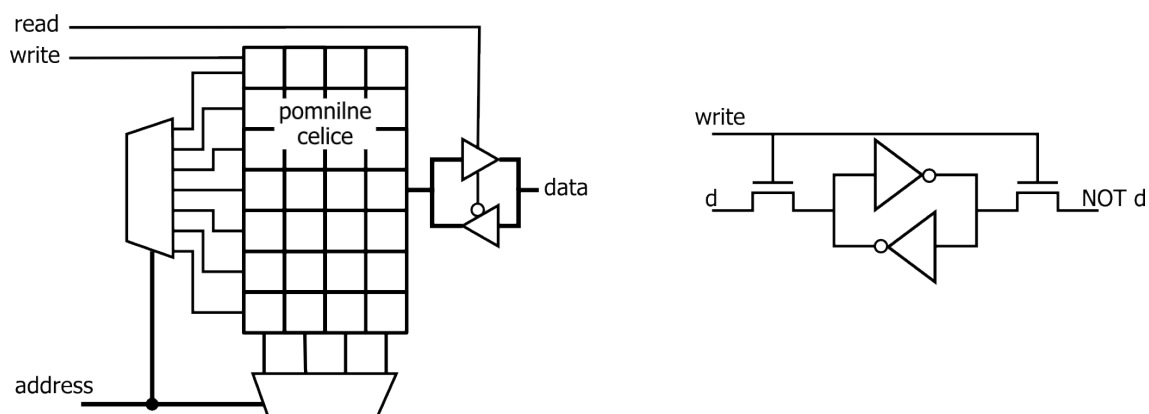 read
write
pomnilne
celice
data
address
write
d
NOT d